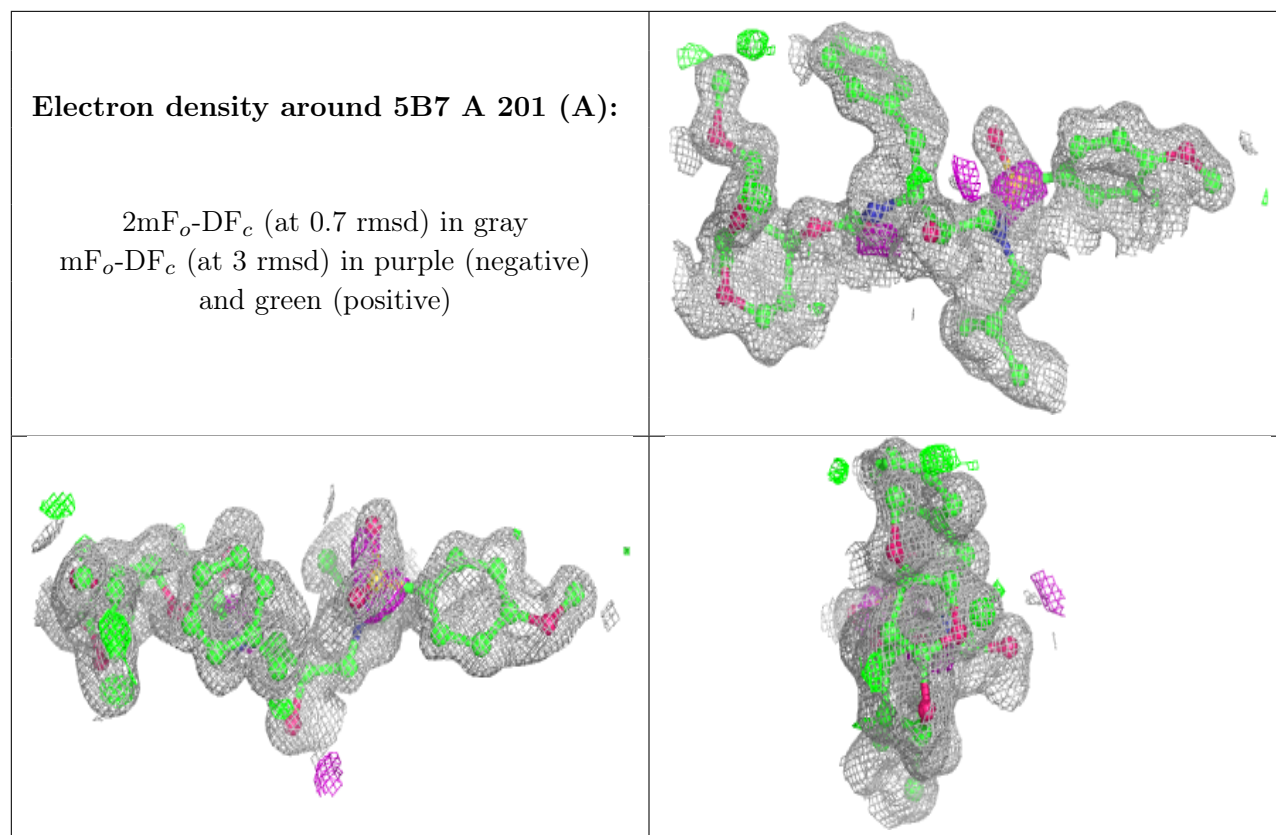 Electron density around 5B7 A 201 (A):
2mFo-DFc (at 0.7 rmsd) in gray
mFo-DFc (at 3 rmsd) in purple (negative)
and green (positive)